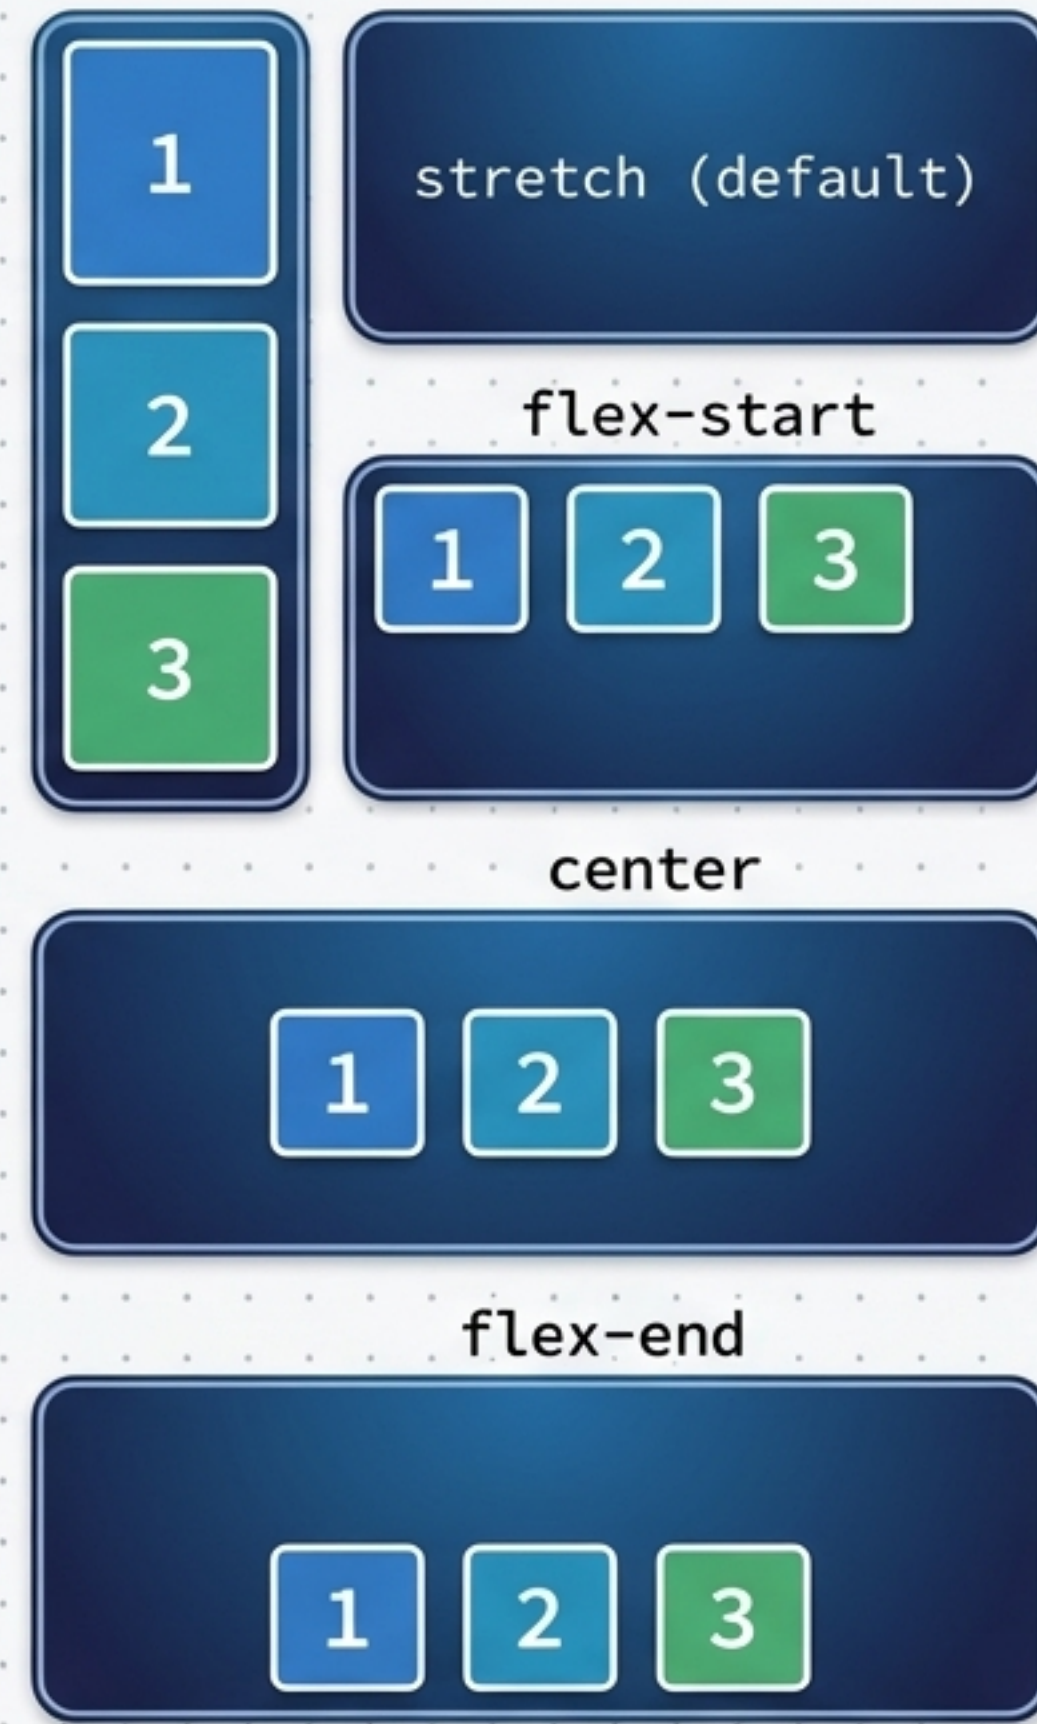 1
2
3
stretch (default)
flex-start
1 2 3
center
1 2 3
flex-end
1 2 3